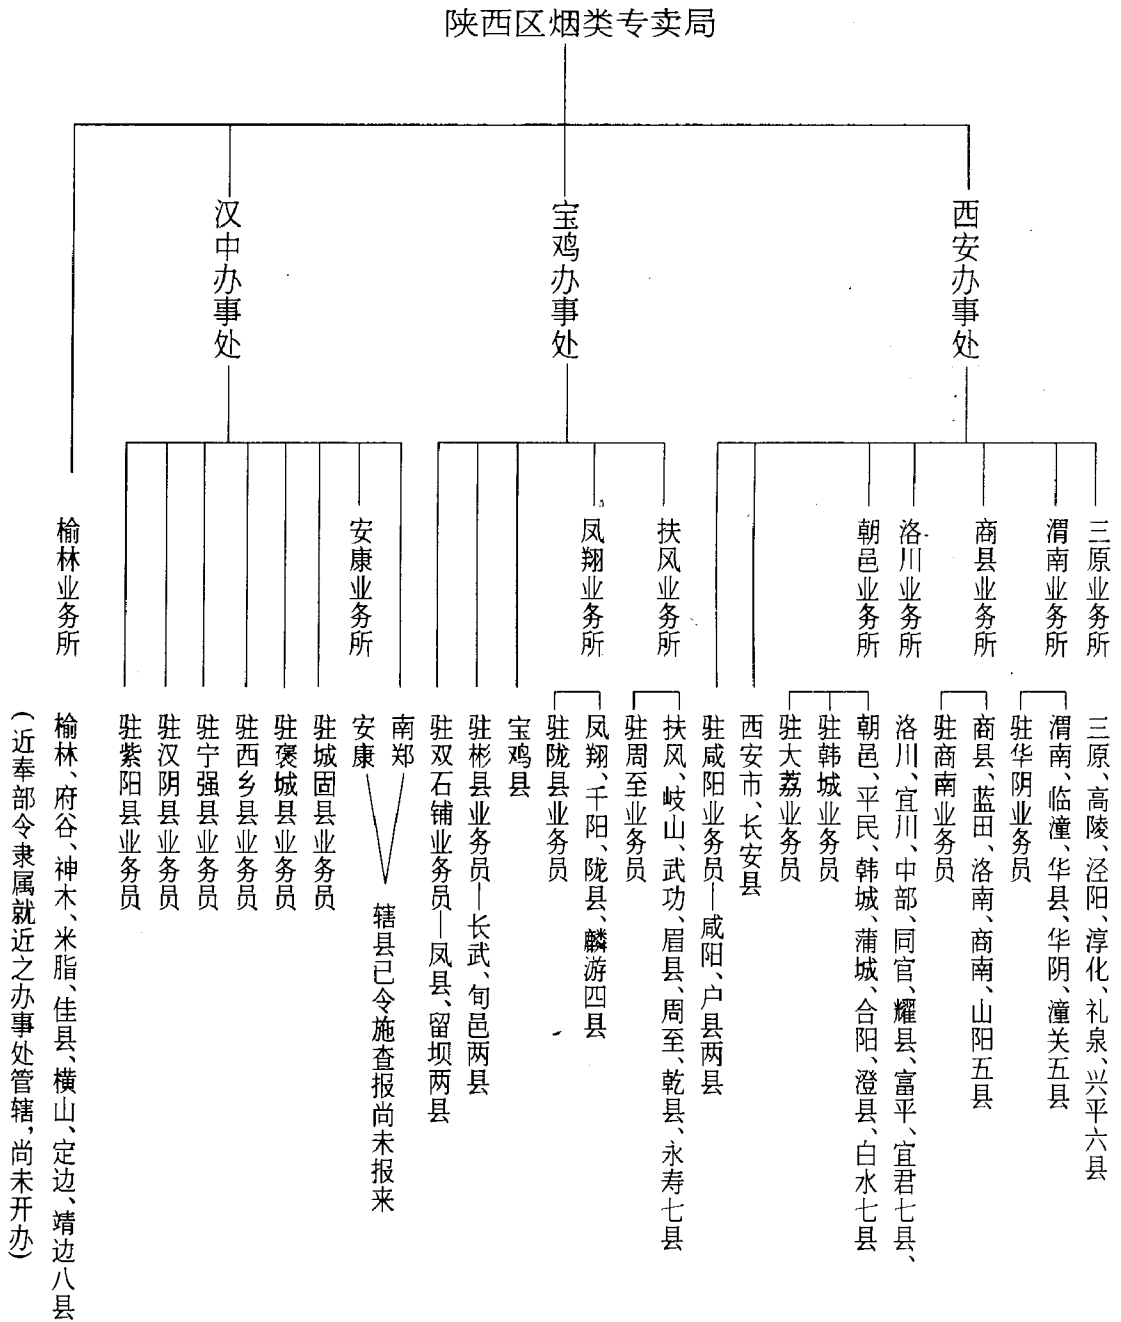 陕西区烟类专卖局
西安办事处
宝鸡办事处
汉中办事处
三原业务所
渭南业务所
商县业务所
洛川业务所
朝邑业务所
扶风业务所
凤翔业务所
安康业务所
榆林业务所
三原、高陵、泾阳、淳化、礼泉、兴平六县
渭南、临潼、华县、华阴、潼关五县
驻华阴业务员
商县、蓝田、洛南、商南、山阳五县
驻商南业务员
洛川、宜川、中部、同官、耀县、富平、宜君七县、
朝邑、平民、韩城、蒲城、合阳、澄县、白水七县
驻韩城业务员
驻大荔业务员
西安市、长安县
驻咸阳业务员—咸阳、户县两县
扶风、岐山、武功、眉县、周至、乾县、永寿七县
驻周至业务员
凤翔、千阳、陇县、麟游四县
驻陇县业务员
宝鸡县
驻彬县业务员—长武、旬邑两县
驻双石铺业务员—凤县、留坝两县
南郑
安康
辖县已令施查报尚未报来
驻城固县业务员
驻褒城县业务员
驻西乡县业务员
驻宁强县业务员
驻汉阴县业务员
驻紫阳县业务员
榆林、府谷、神木、米脂、佳县、横山、定边、靖边八县
(近奉部令隶属就近之办事处管辖,尚未开办)